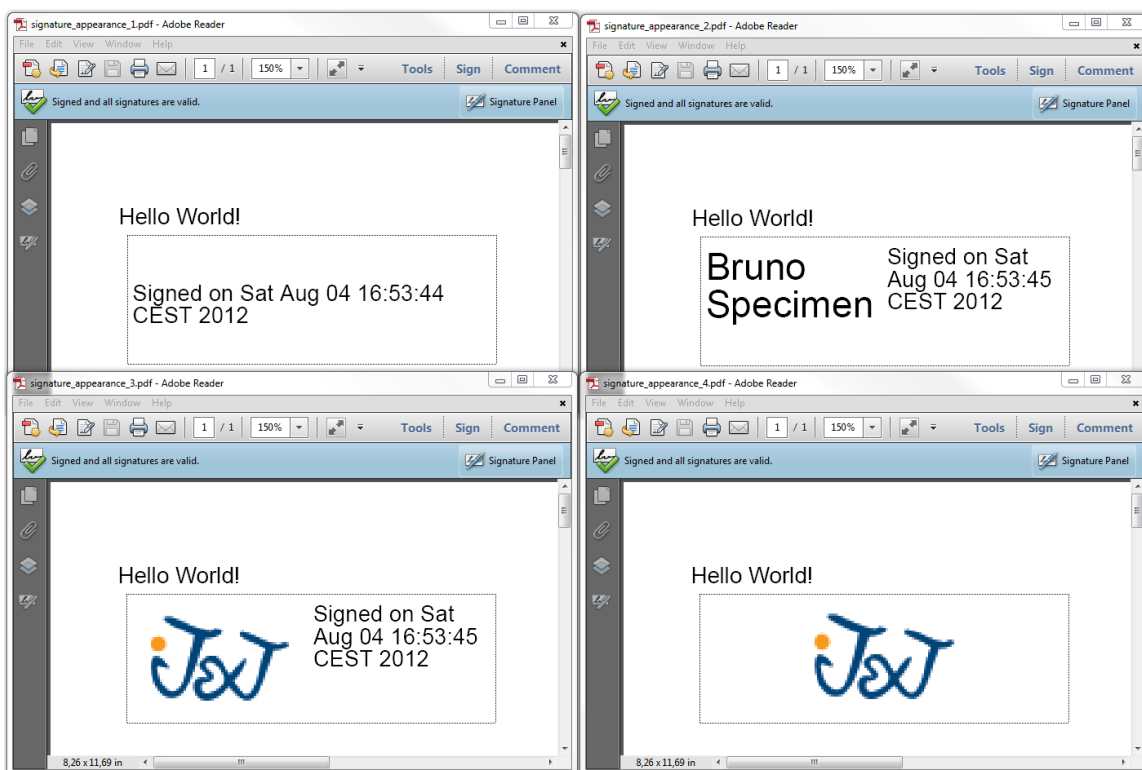 signature_appearance_1.pdf - Adobe Reader
File Edit View Window Help
1 / 1 150% Tools Sign Comment
Signed and all signatures are valid.
Signature Panel
Hello World!
Signed on Sat Aug 04 16:53:44
CEST 2012
signature_appearance_2.pdf - Adobe Reader
File Edit View Window Help
1 / 1 150% Tools Sign Comment
Signed and all signatures are valid.
Signature Panel
Hello World!
Bruno
Specimen
Signed on Sat
Aug 04 16:53:45
CEST 2012
signature_appearance_3.pdf - Adobe Reader
File Edit View Window Help
1 / 1 150% Tools Sign Comment
Signed and all signatures are valid.
Signature Panel
Hello World!
iText
Signed on Sat
Aug 04 16:53:45
CEST 2012
8,26 x 11,69 in
signature_appearance_4.pdf - Adobe Reader
File Edit View Window Help
1 / 1 150% Tools Sign Comment
Signed and all signatures are valid.
Signature Panel
Hello World!
iText
8,26 x 11,69 in